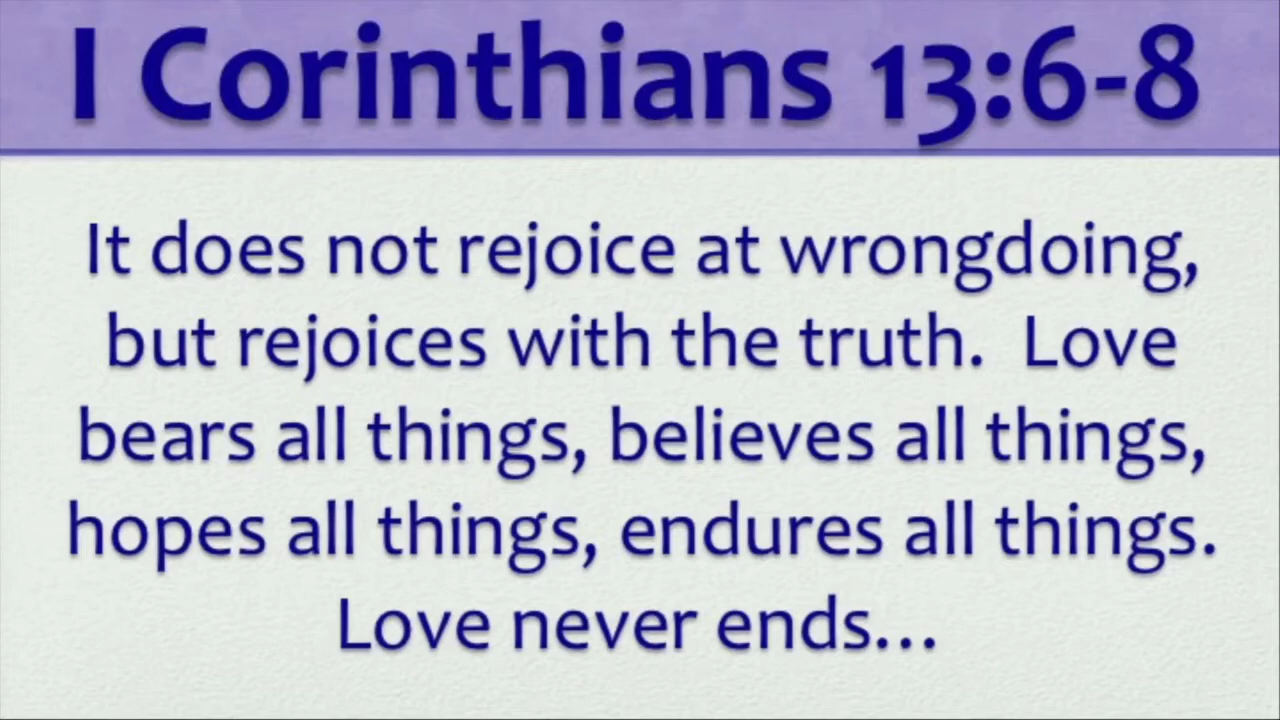 I Corinthians 13:6-8
It does not rejoice at wrongdoing,
but rejoices with the truth.  Love
bears all things, believes all things,
hopes all things, endures all things.
Love never ends...